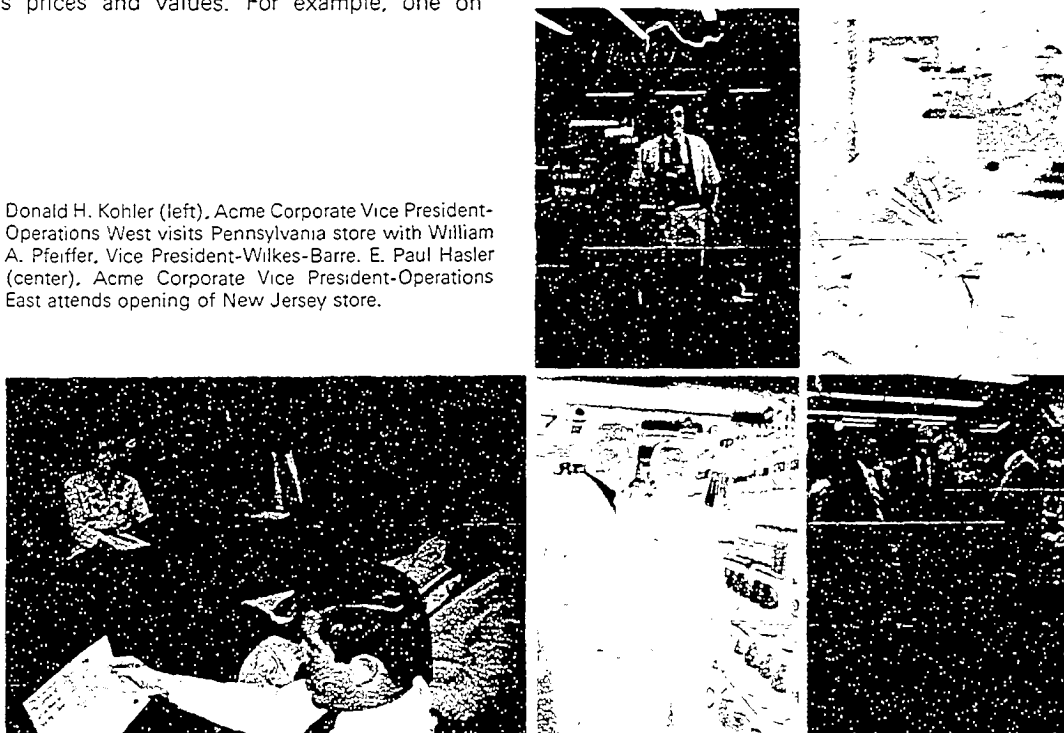 s prices and values. For example, one on
Donald H. Kohler (left), Acme Corporate Vice President-
Operations West visits Pennsylvania store with William
A. Pfeiffer, Vice President-Wilkes-Barre. E. Paul Hasler
(center), Acme Corporate Vice President-Operations
East attends opening of New Jersey store.